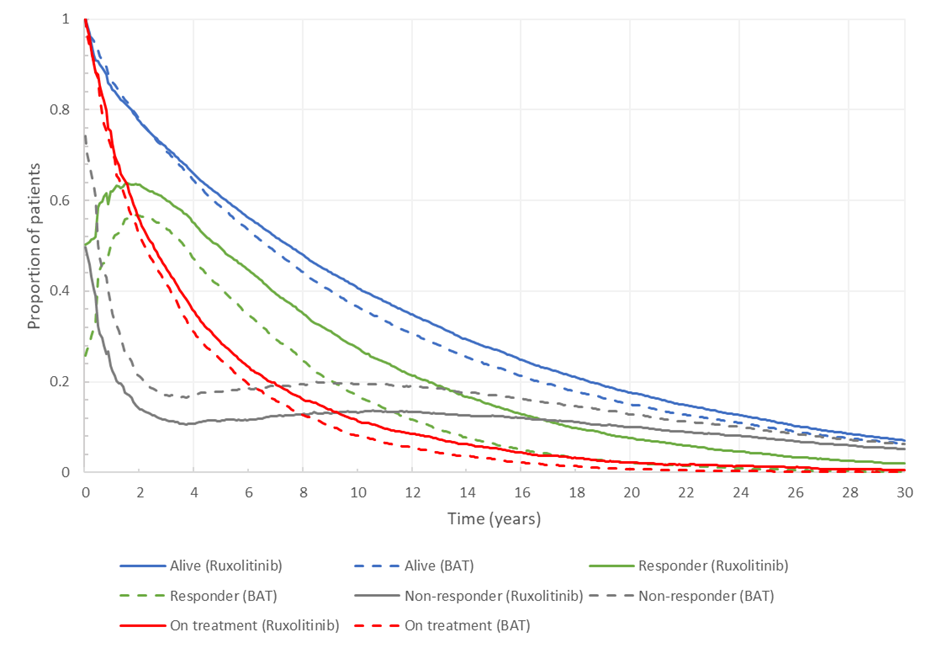 1
0.8
0.6
0.4
0.2
0
Proportion of patients
0 2 4 6 8 10 12 14 16 18 20 22 24 26 28 30
Time (years)
Alive (Ruxolitinib) Alive (BAT) Responder (Ruxolitinib)
Responder (BAT) Non-responder (Ruxolitinib) Non-responder (BAT)
On treatment (Ruxolitinib) On treatment (BAT)